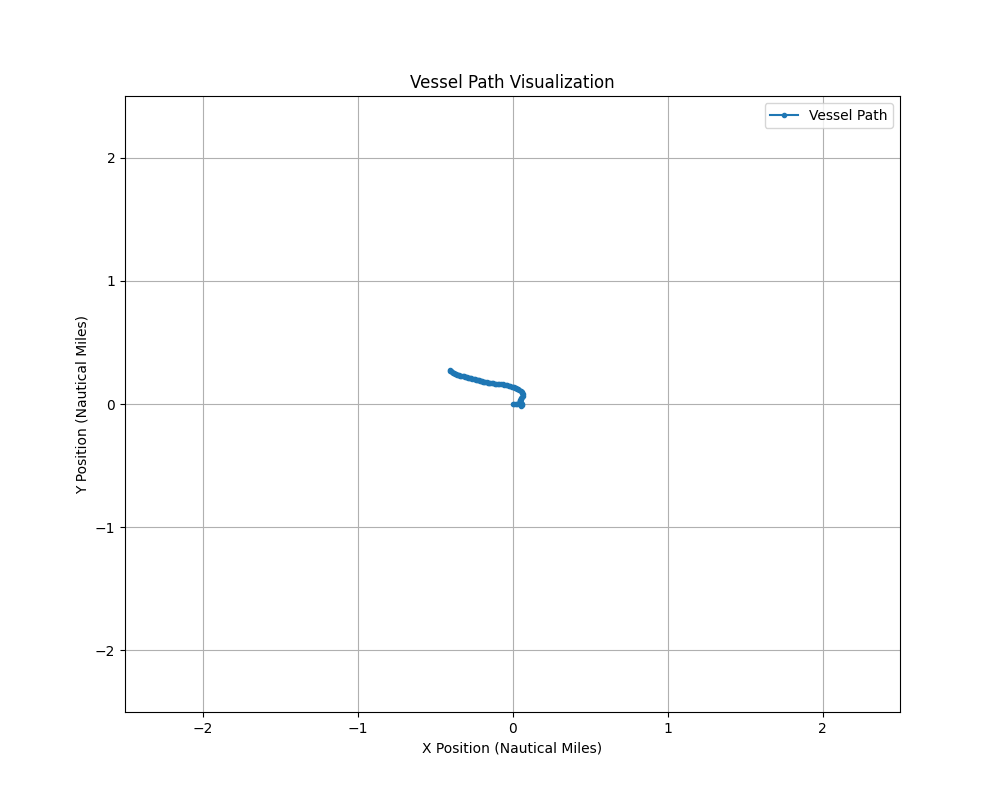 Vessel Path Visualization
Vessel Path
2
1
0
−1
−2
Y Position (Nautical Miles)
−2 −1 0 1 2
X Position (Nautical Miles)